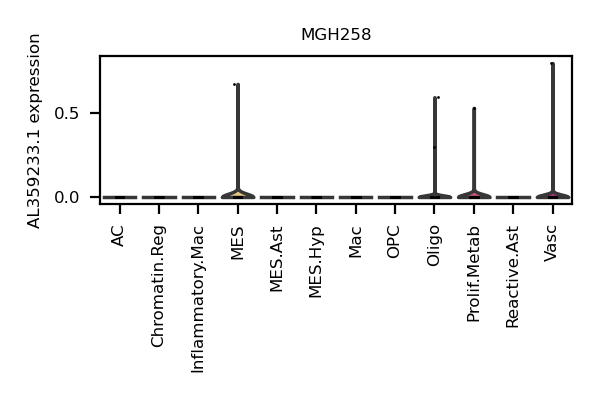 MGH258
AL359233.1 expression
0.5
0.0
AC
Chromatin.Reg
Inflammatory.Mac
MES
MES.Ast
MES.Hyp
Mac
OPC
Oligo
Prolif.Metab
Reactive.Ast
Vasc